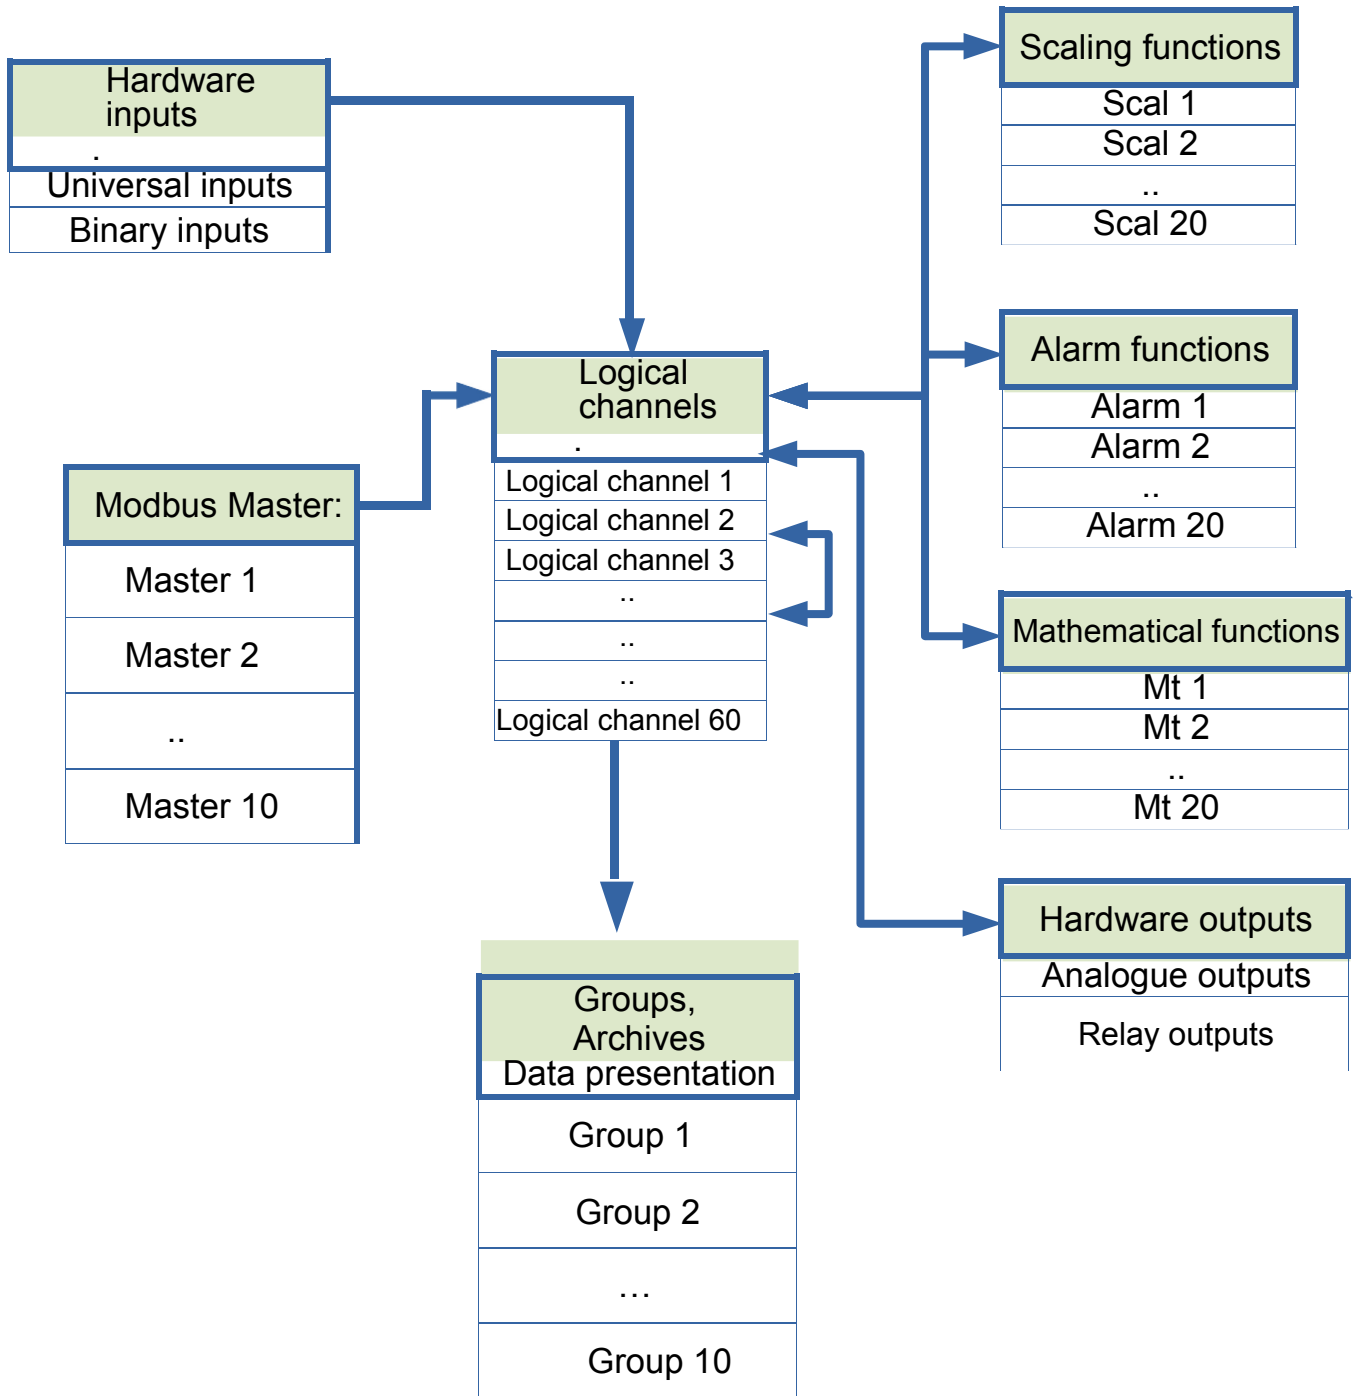 Hardware
inputs
.
Universal inputs
Binary inputs
Modbus Master:
Master 1
Master 2
..
Master 10
Logical
channels
.
Logical channel 1
Logical channel 2
Logical channel 3
..
..
..
Logical channel 60
Groups,
Archives
Data presentation
Group 1
Group 2
...
Group 10
Scaling functions
Scal 1
Scal 2
..
Scal 20
Alarm functions
Alarm 1
Alarm 2
..
Alarm 20
Mathematical functions
Mt 1
Mt 2
..
Mt 20
Hardware outputs
Analogue outputs
Relay outputs